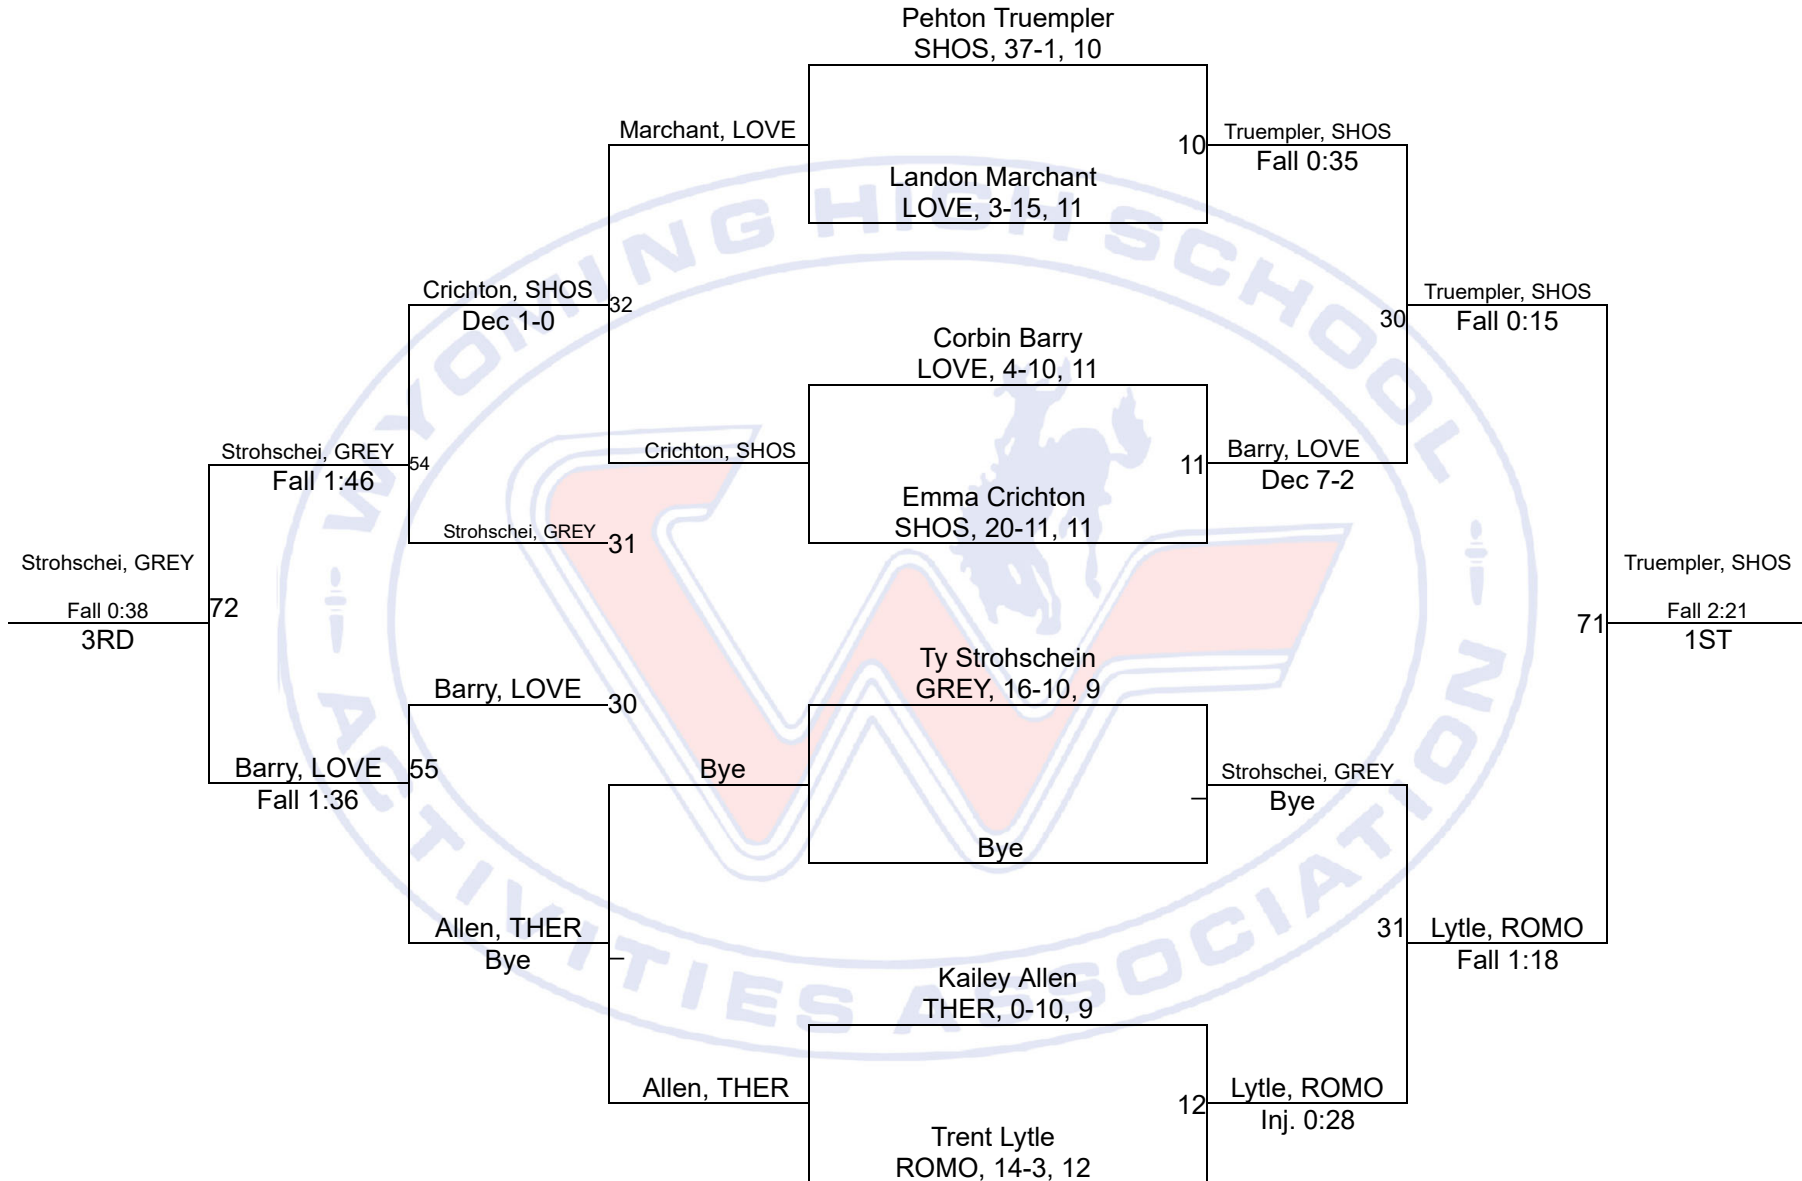 Pehton Truempler
SHOS, 37-1, 10
Marchant, LOVE
10
Truempler, SHOS
Fall 0:35
Landon Marchant
LOVE, 3-15, 11
Crichton, SHOS
32
Dec 1-0
Truempler, SHOS
30
Fall 0:15
Corbin Barry
LOVE, 4-10, 11
Strohschei, GREY
54
Fall 1:46
Crichton, SHOS
11
Barry, LOVE
Dec 7-2
Emma Crichton
SHOS, 20-11, 11
Strohschei, GREY
31
Strohschei, GREY
72
Fall 0:38
3RD
Truempler, SHOS
71
Fall 2:21
1ST
Ty Strohschein
GREY, 16-10, 9
Barry, LOVE
30
Barry, LOVE
55
Fall 1:36
Bye
Strohschei, GREY
Bye
Bye
Allen, THER
Bye
31
Lytle, ROMO
Fall 1:18
Kailey Allen
THER, 0-10, 9
Allen, THER
12
Lytle, ROMO
Inj. 0:28
Trent Lytle
ROMO, 14-3, 12
WYOMING HIGH SCHOOL
ACTIVITIES ASSOCIATION